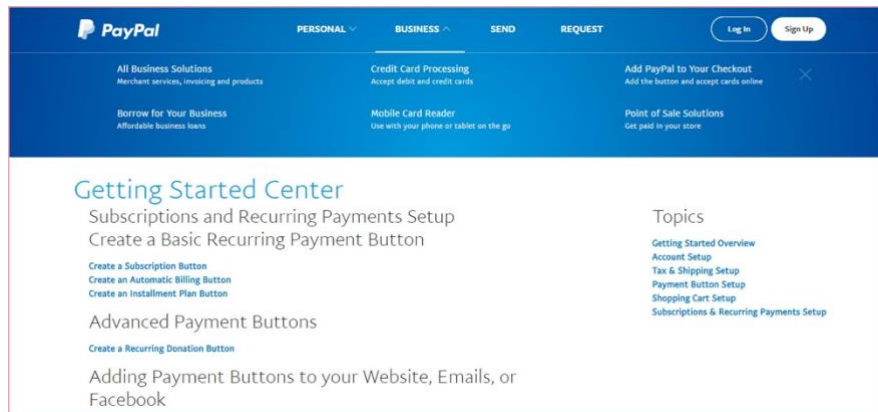 PayPal
PERSONAL
BUSINESS
SEND
REQUEST
Log In
Sign Up
All Business Solutions
Merchant services, invoicing and products
Credit Card Processing
Accept debit and credit cards
Add PayPal to Your Checkout
Add the button and accept cards online
Borrow for Your Business
Affordable business loans
Mobile Card Reader
Use with your phone or tablet on the go
Point of Sale Solutions
Get paid in your store
Getting Started Center
Subscriptions and Recurring Payments Setup
Create a Basic Recurring Payment Button
Create a Subscription Button
Create an Automatic Billing Button
Create an Installment Plan Button
Advanced Payment Buttons
Create a Recurring Donation Button
Adding Payment Buttons to your Website, Emails, or
Facebook
Topics
Getting Started Overview
Account Setup
Tax & Shipping Setup
Payment Button Setup
Shopping Cart Setup
Subscriptions & Recurring Payments Setup